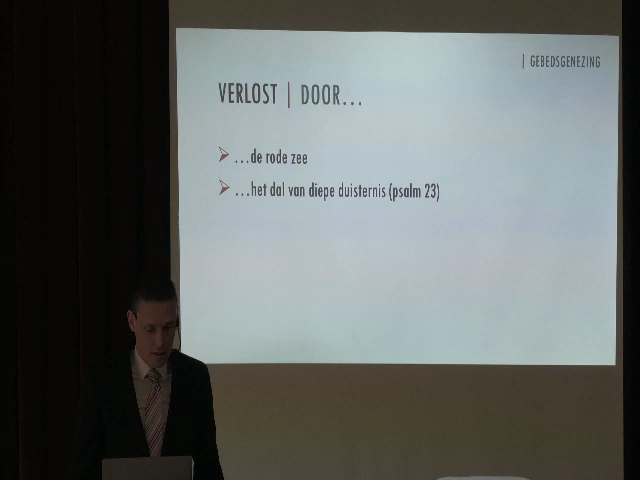 | GEBEDSGENEZING
VERLOST | DOOR...
...de rode zee
...het dal van diepe duisternis (psalm 23)